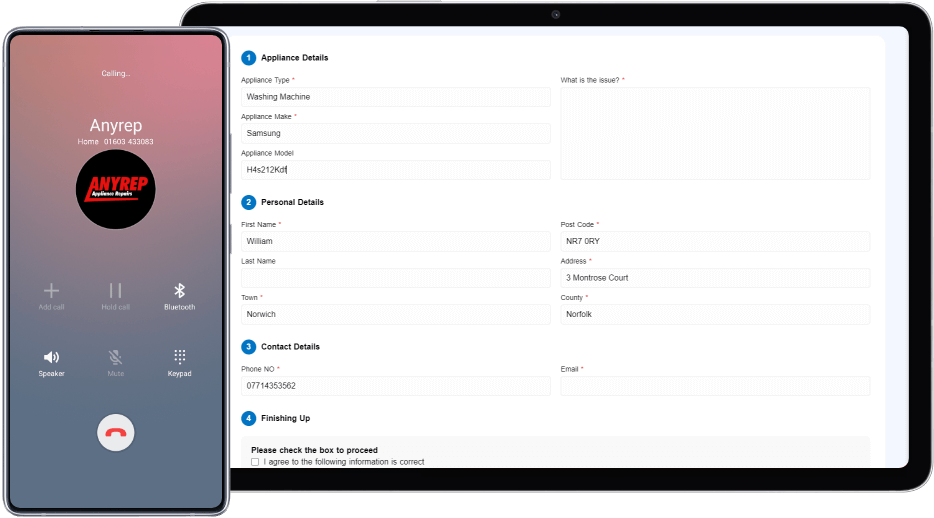 Calling...
Anyrep
Home 01603 433083
ANYREP
Appliance Repairs
Add call
Hold call
Bluetooth
Speaker
Mute
Keypad
1 Appliance Details
Appliance Type *
Washing Machine
Appliance Make *
Samsung
Appliance Model
H4s212Kdf
What is the issue? *
2 Personal Details
First Name *
William
Post Code *
NR7 0RY
Last Name
Address *
3 Montrose Court
Town *
Norwich
County *
Norfolk
3 Contact Details
Phone NO *
07714353562
Email *
4 Finishing Up
Please check the box to proceed
I agree to the following information is correct